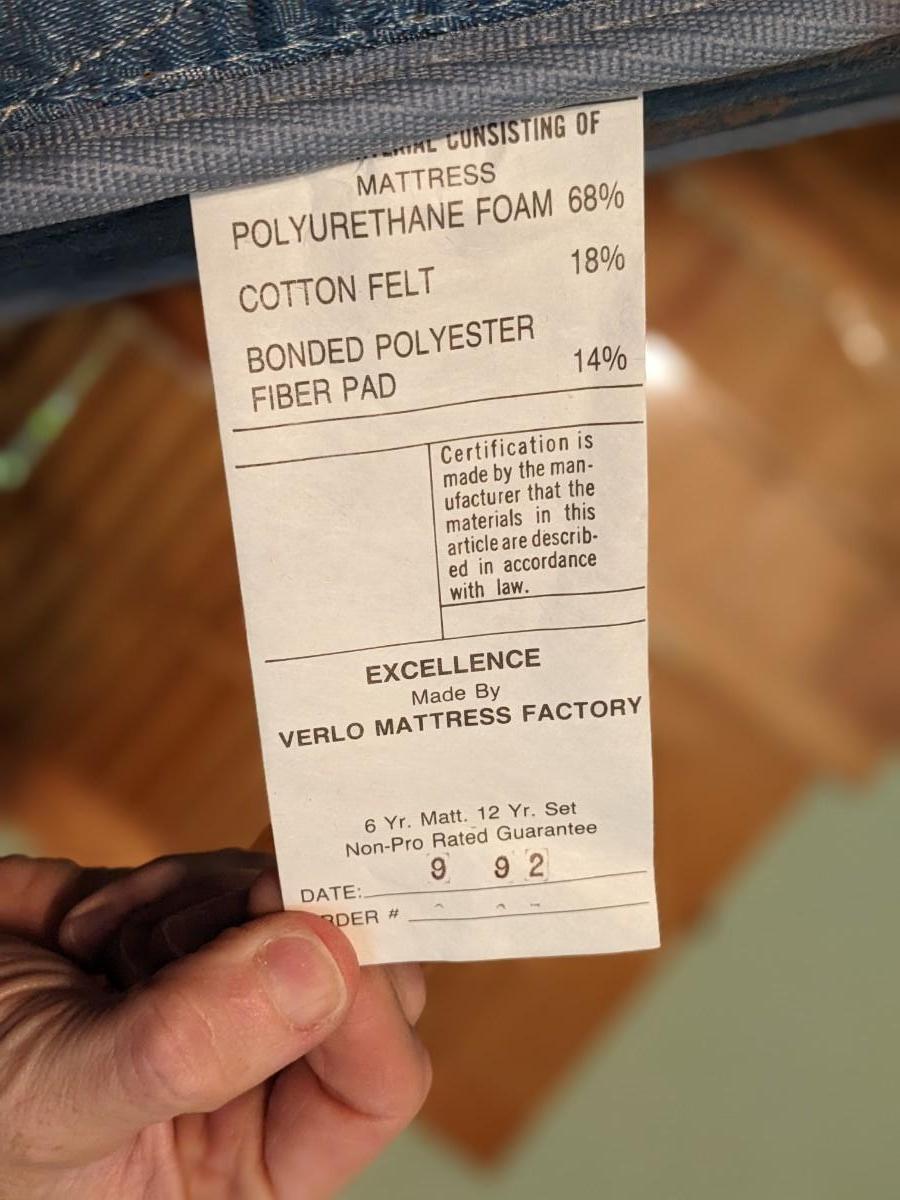 CONSISTING OF
MATTRESS
POLYURETHANE FOAM 68%
COTTON FELT 18%
BONDED POLYESTER
FIBER PAD 14%
Certification is
made by the man-
ufacturer that the
materials in this
article are describ-
ed in accordance
with law.
EXCELLENCE
Made By
VERLO MATTRESS FACTORY
6 Yr. Matt. 12 Yr. Set
Non-Pro Rated Guarantee
DATE: 9 92
RDER #